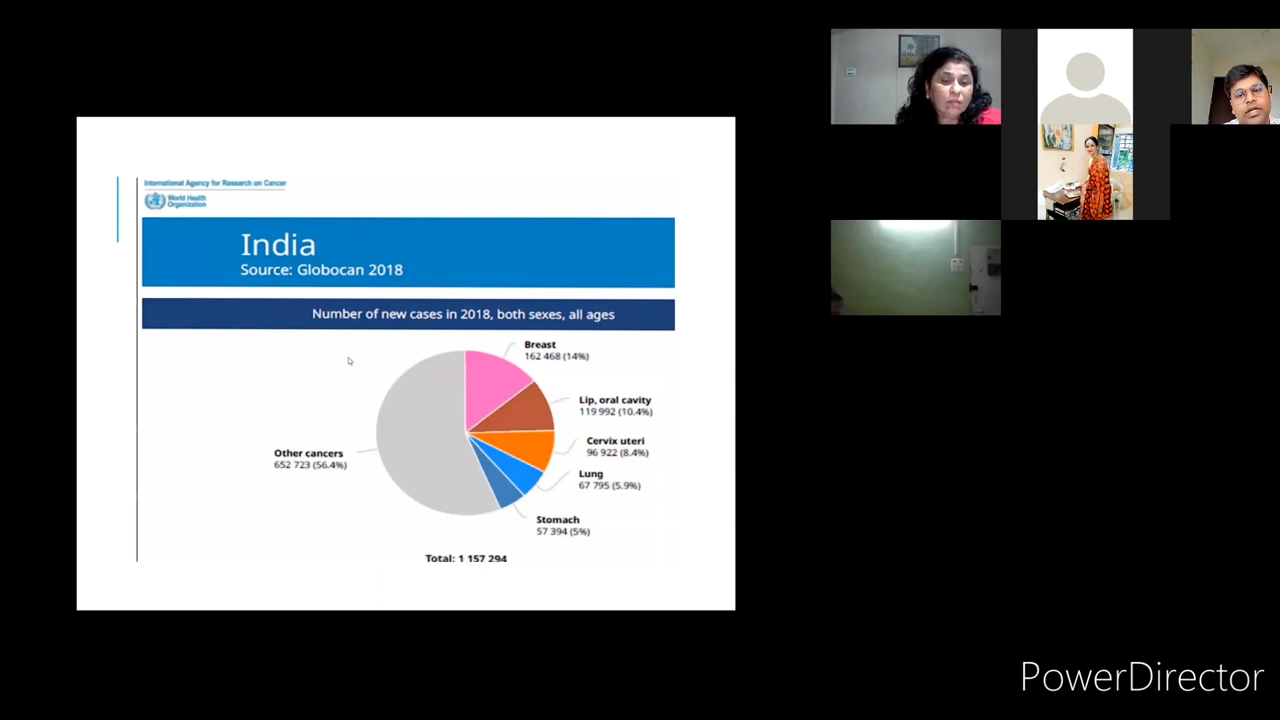 International Agency for Research on Cancer
World Health
Organization
India
Source: Globocan 2018
Number of new cases in 2018, both sexes, all ages
Breast
162 468 (14%)
Lip, oral cavity
119 992 (10.4%)
Cervix uteri
96 922 (8.4%)
Other cancers
652 723 (56.4%)
Lung
67 795 (5.9%)
Stomach
57 394 (5%)
Total: 1 157 294
PowerDirector